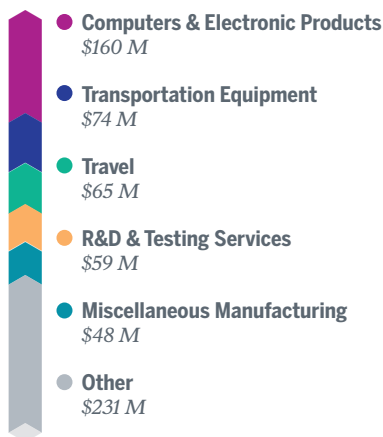 Computers & Electronic Products
$160 M
Transportation Equipment
$74 M
Travel
$65 M
R&D & Testing Services
$59 M
Miscellaneous Manufacturing
$48 M
Other
$231 M